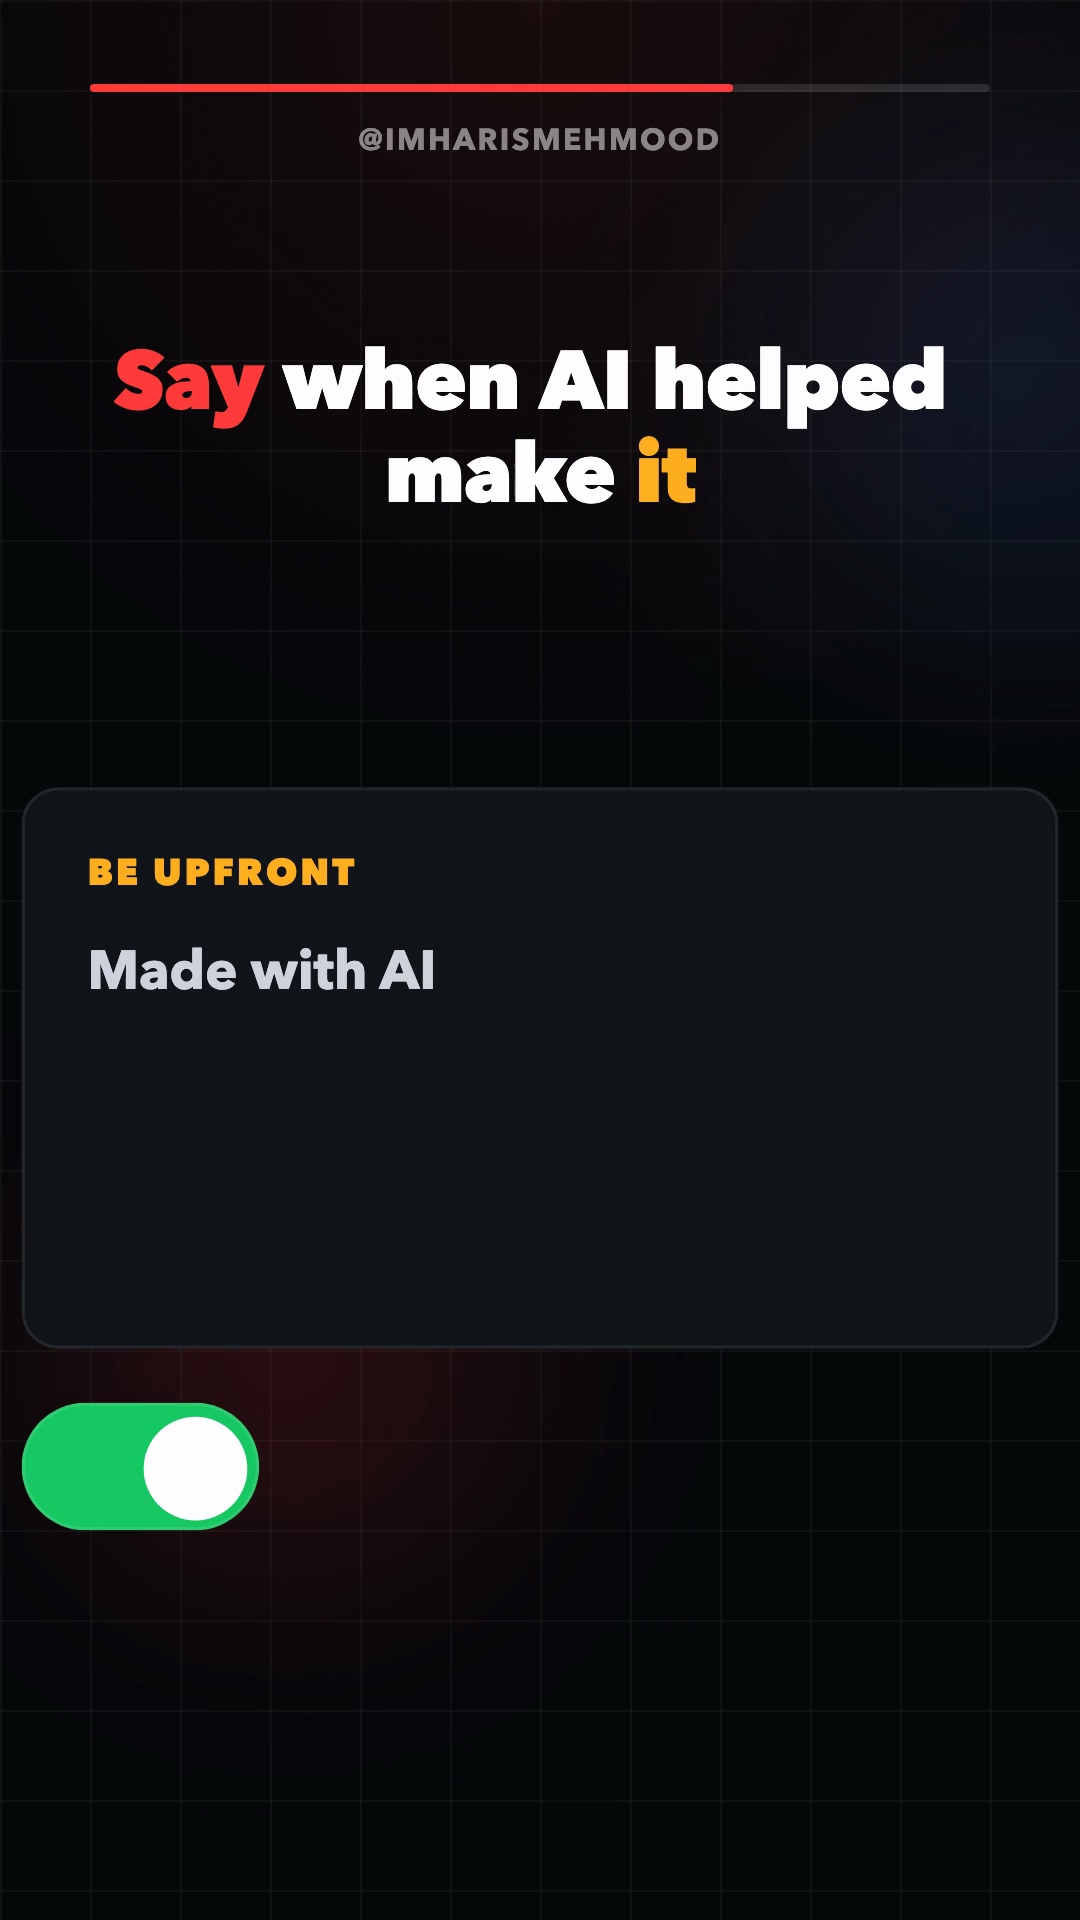 @IMHARISMEHMOOD
Say when AI helped
make it
BE UPFRONT
Made with AI